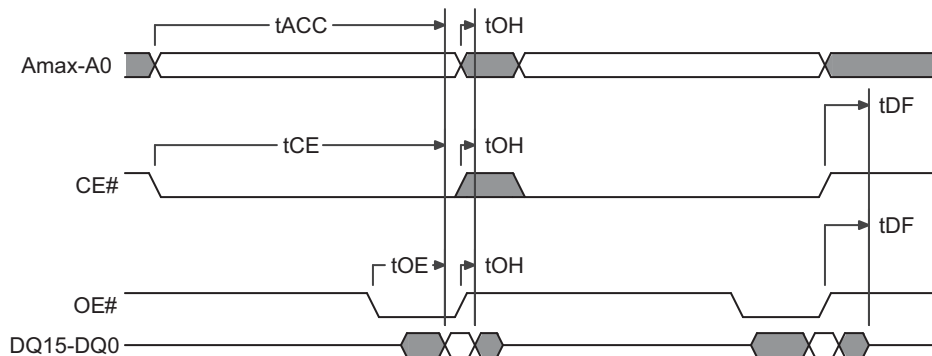 tACC tOH
Amax-A0
tDF
tCE tOH
CE#
tDF
tOE tOH
OE#
DQ15-DQ0